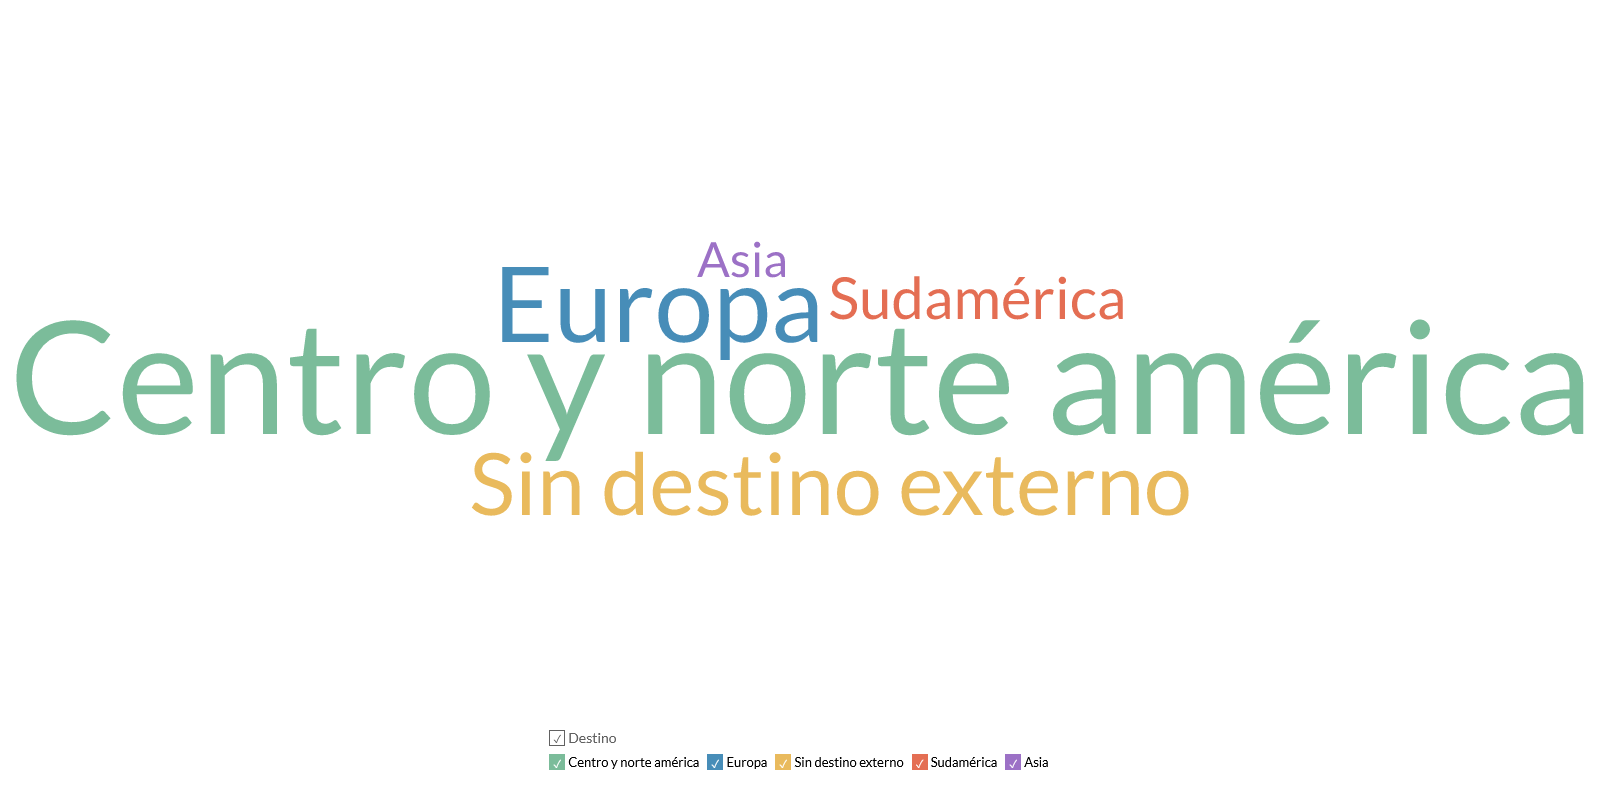 Asia
Europa
Sudamérica
Centro y norte américa
Sin destino externo
Destino
Centro y norte américa Europa Sin destino externo Sudamérica Asia